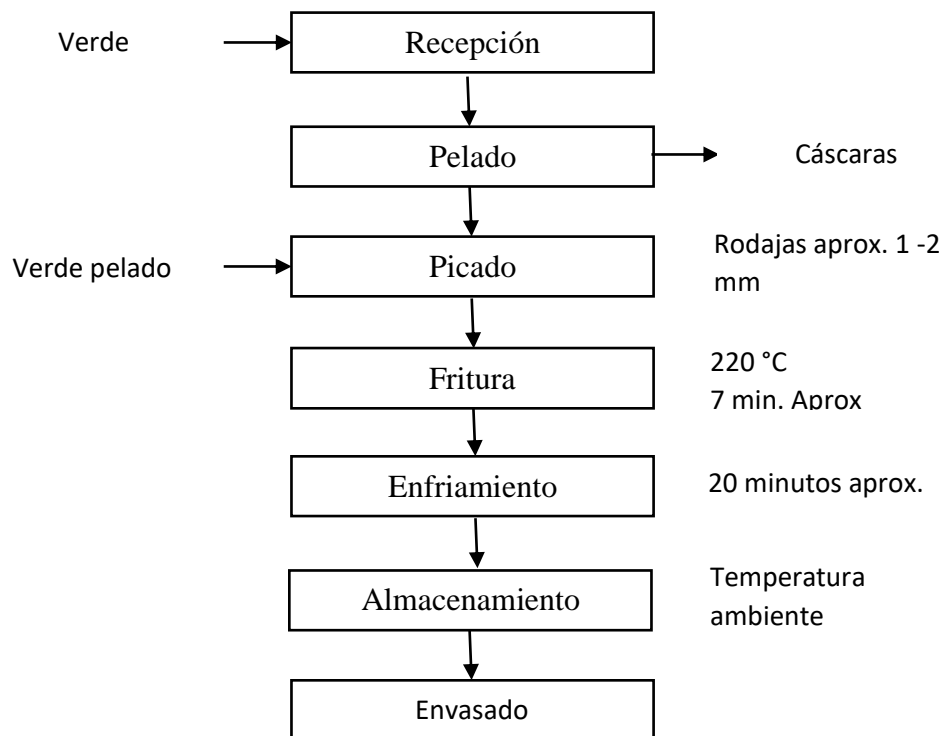 Verde
Recepción
Pelado
Cáscaras
Verde pelado
Picado
Rodajas aprox. 1 -2
mm
Fritura
220 °C
7 min. Aprox
Enfriamiento
20 minutos aprox.
Almacenamiento
Temperatura
ambiente
Envasado